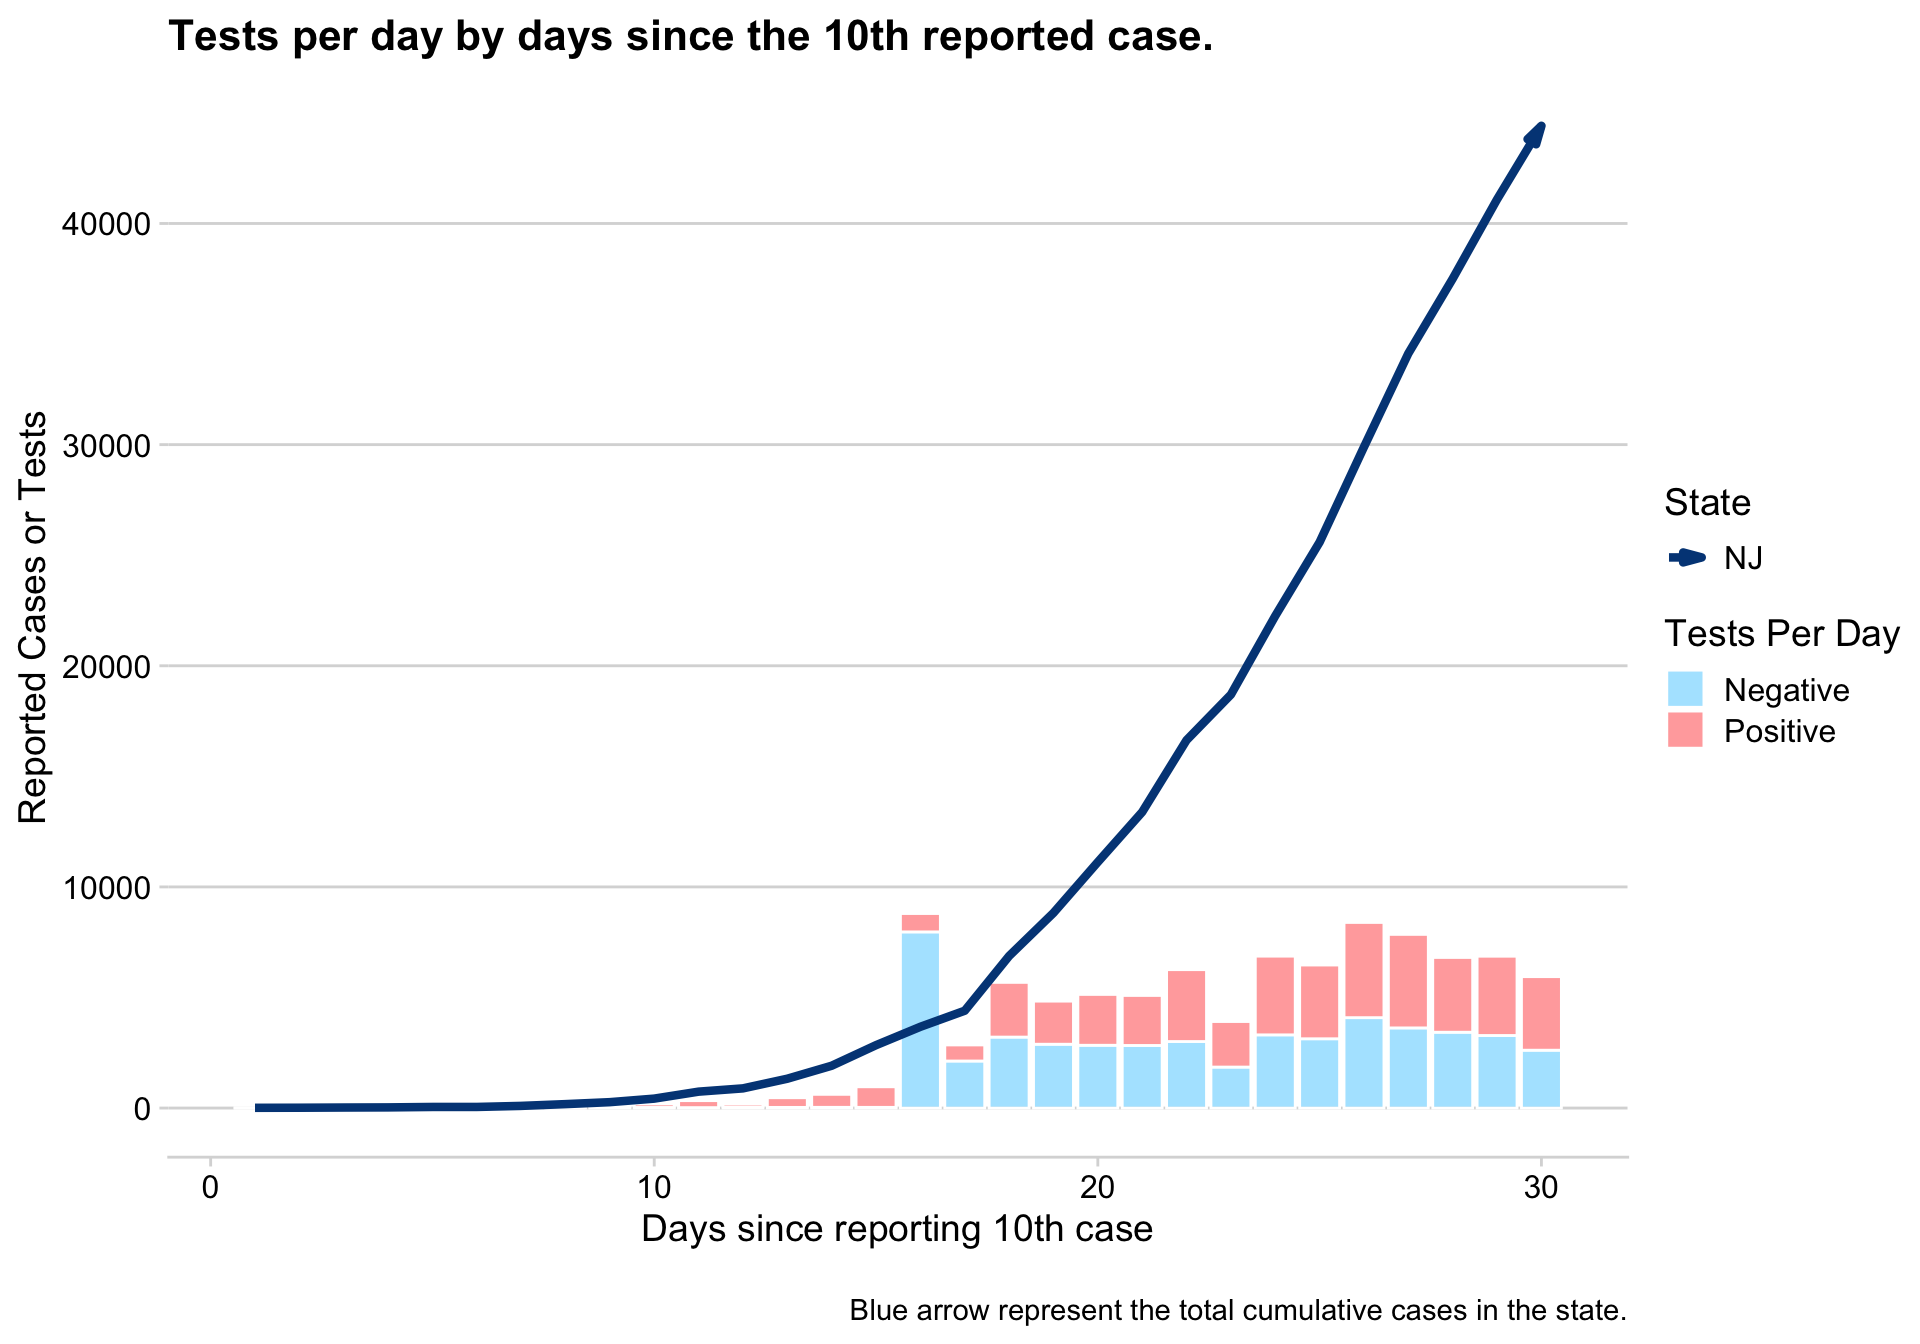 Tests per day by days since the 10th reported case.
Reported Cases or Tests
40000
30000
20000
10000
0
0 10 20 30
Days since reporting 10th case
State
NJ
Tests Per Day
Negative
Positive
Blue arrow represent the total cumulative cases in the state.